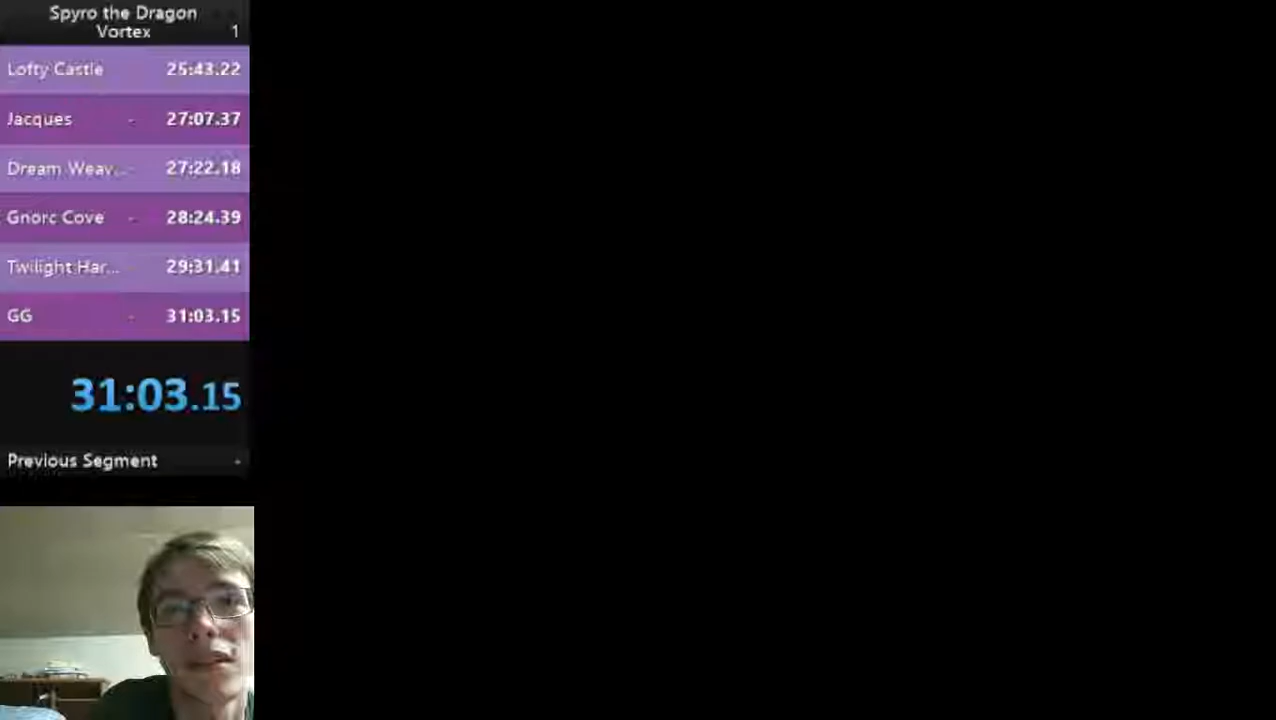 Spyro the Dragon
Vortex 1
Lofty Castle 25:43.22
Jacques - 27:07.37
Dream Weav... - 27:22.18
Gnorc Cove - 28:24.39
Twilight Har... - 29:31.41
GG - 31:03.15
31:03.15
Previous Segment -